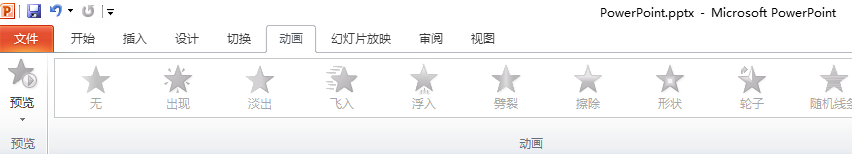 PowerPoint.pptx - Microsoft PowerPoint
文件 开始 插入 设计 切换 动画 幻灯片放映 审阅 视图
预览 无 出现 淡出 飞入 浮入 劈裂 擦除 形状 轮子 随机线条
预览 动画